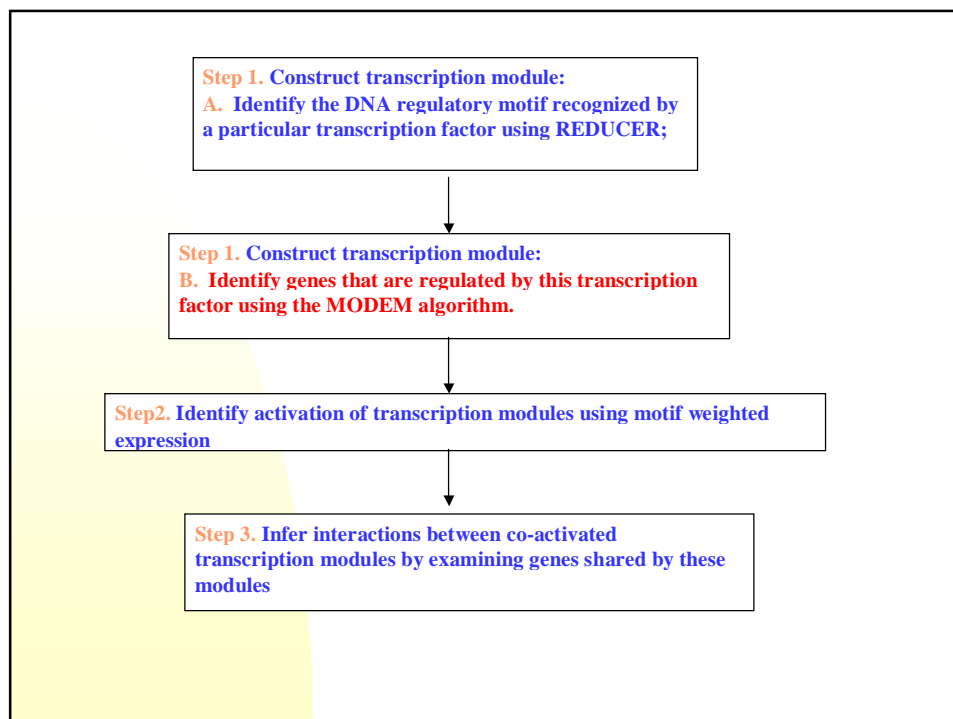 Step 1. Construct transcription module:
A. Identify the DNA regulatory motif recognized by
a particular transcription factor using REDUCER;
Step 1. Construct transcription module:
B. Identify genes that are regulated by this transcription
factor using the MODEM algorithm.
Step2. Identify activation of transcription modules using motif weighted
expression
Step 3. Infer interactions between co-activated
transcription modules by examining genes shared by these
modules